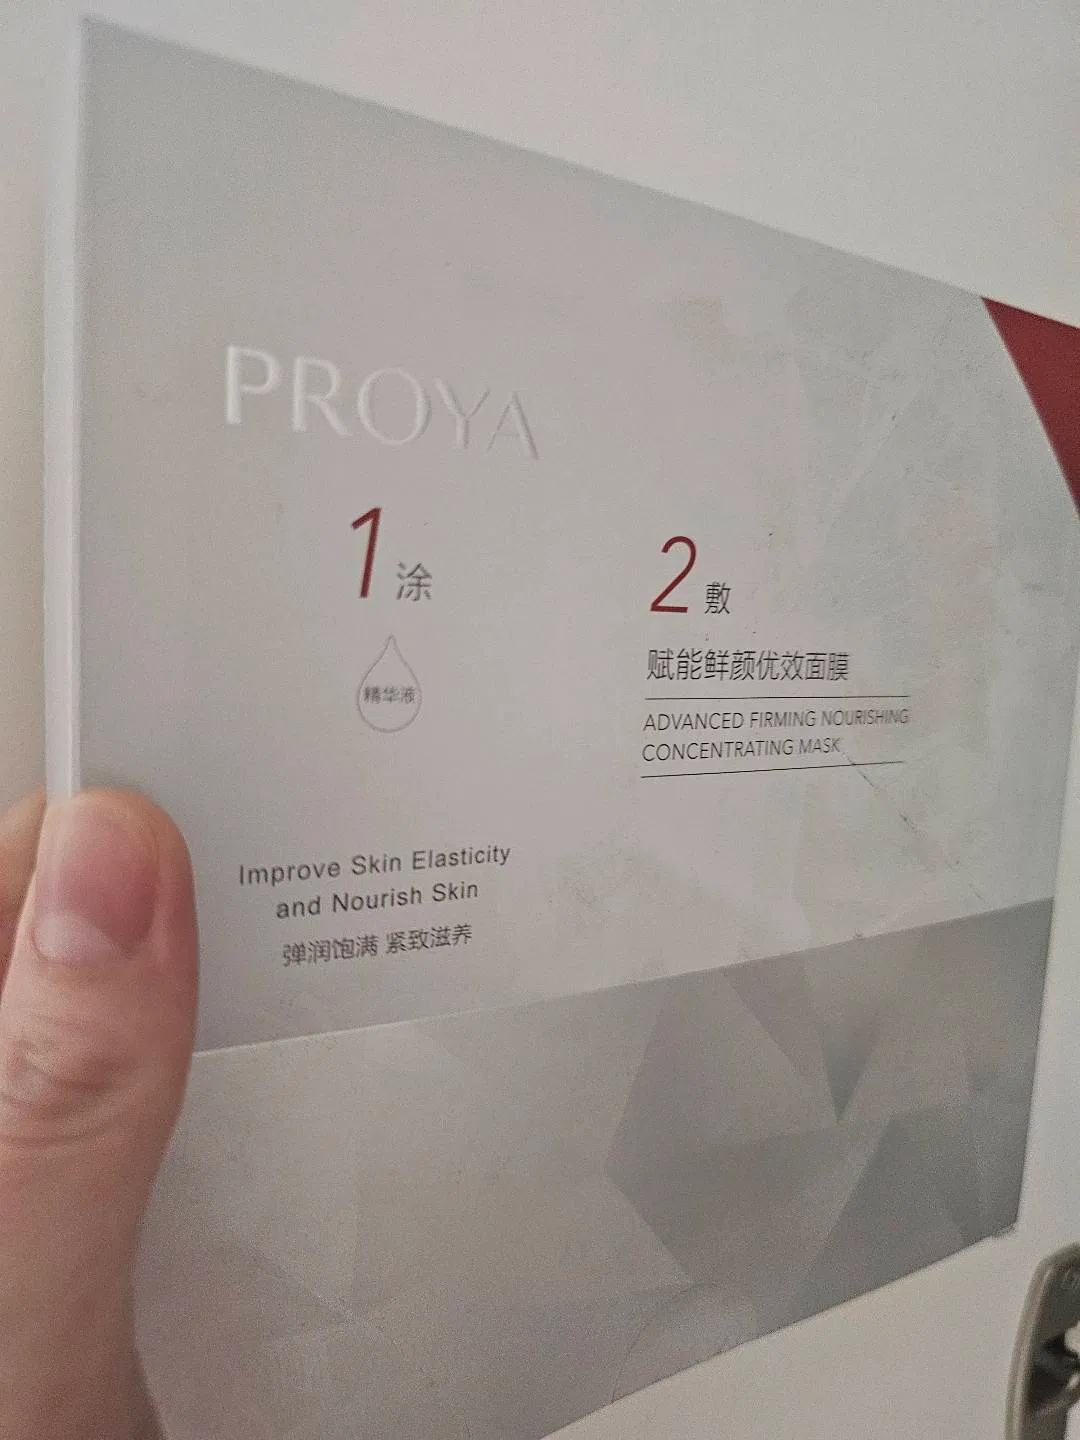 PROYA
1 涂
精华液
2 敷
赋能鲜颜优效面膜
ADVANCED FIRMING NOURISHING
CONCENTRATING MASK
Improve Skin Elasticity
and Nourish Skin
弹润饱满 紧致滋养